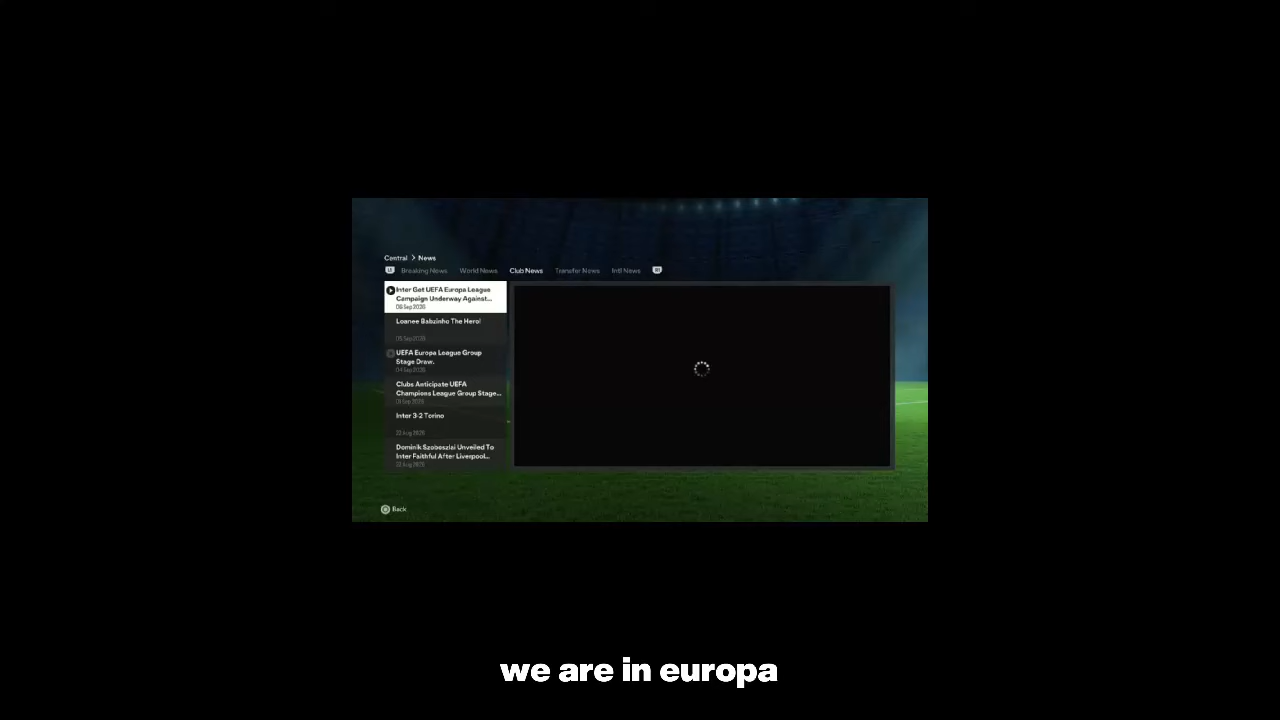 Central > News
L1 Breaking News World News Club News Transfer News Intl News R1
Inter Get UEFA Europa League
Campaign Underway Against...
Loanee Babzinho The Hero!
UEFA Europa League Group
Stage Draw.
Clubs Anticipate UEFA
Champions League Group Stage...
Inter 3-2 Torino
Dominik Szoboszlai Unveiled To
Inter Faithful After Liverpool...
Back
we are in europa